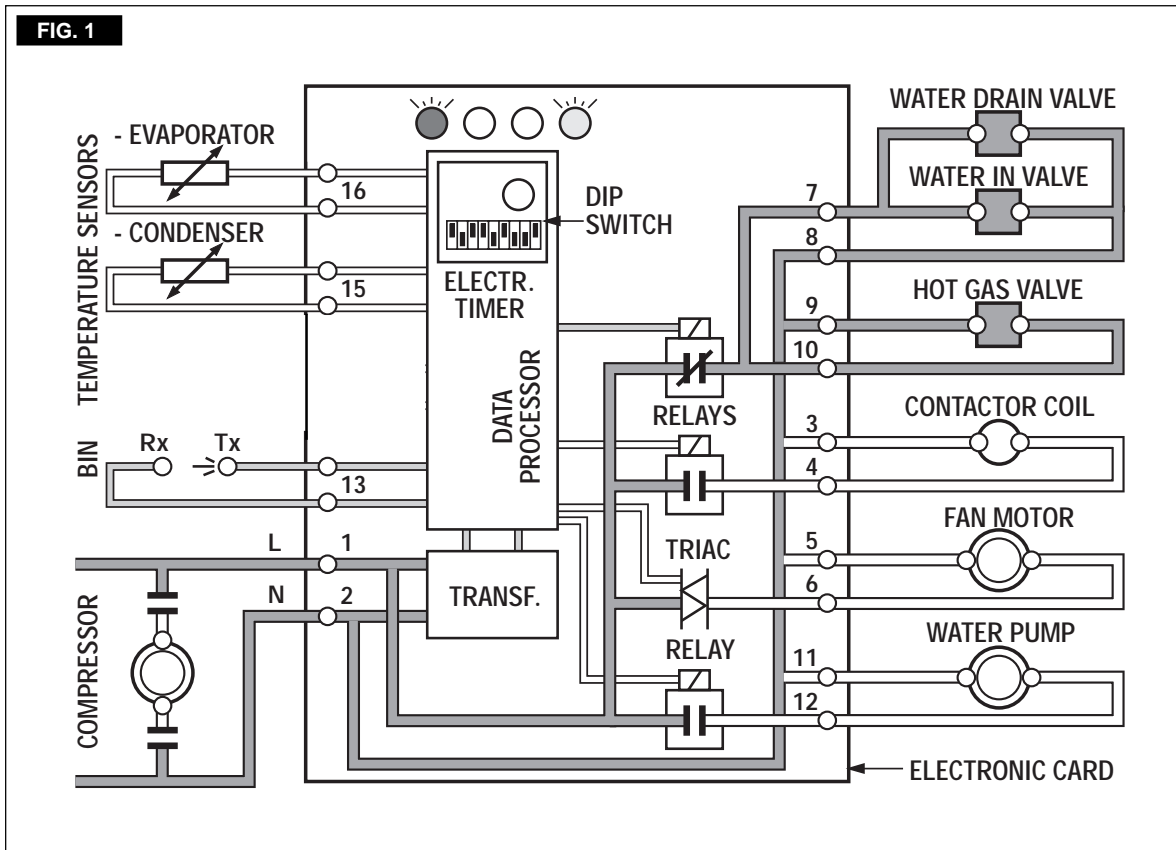 FIG. 1
TEMPERATURE SENSORS
- EVAPORATOR
16
- CONDENSER
15
BIN
Rx
Tx
13
L
1
N
2
COMPRESSOR
DIP
SWITCH
ELECTR.
TIMER
DATA
PROCESSOR
TRANSF.
RELAYS
TRIAC
RELAY
WATER DRAIN VALVE
WATER IN VALVE
7
8
HOT GAS VALVE
9
10
CONTACTOR COIL
3
4
FAN MOTOR
5
6
WATER PUMP
11
12
ELECTRONIC CARD